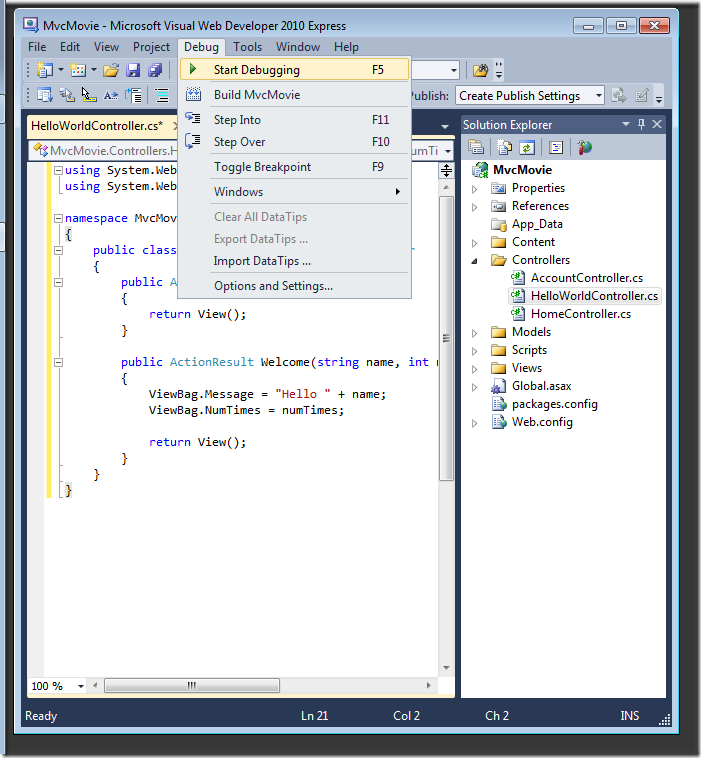 MvcMovie - Microsoft Visual Web Developer 2010 Express
File Edit View Project Debug Tools Window Help
Start Debugging F5
Build MvcMovie
Step Into F11
Step Over F10
Toggle Breakpoint F9
Windows
Clear All DataTips
Export DataTips ...
Import DataTips ...
Options and Settings...
Publish: Create Publish Settings
HelloWorldController.cs*
MvcMovie.Controllers.H
umTi
using System.Web
using System.Web
namespace MvcMov
{
public class
{
public A
{
return View();
}
public ActionResult Welcome(string name, int n
{
ViewBag.Message = "Hello " + name;
ViewBag.NumTimes = numTimes;
return View();
}
}
}
100 %
Solution Explorer
MvcMovie
Properties
References
App_Data
Content
Controllers
AccountController.cs
HelloWorldController.cs
HomeController.cs
Models
Scripts
Views
Global.asax
packages.config
Web.config
Ready Ln 21 Col 2 Ch 2 INS